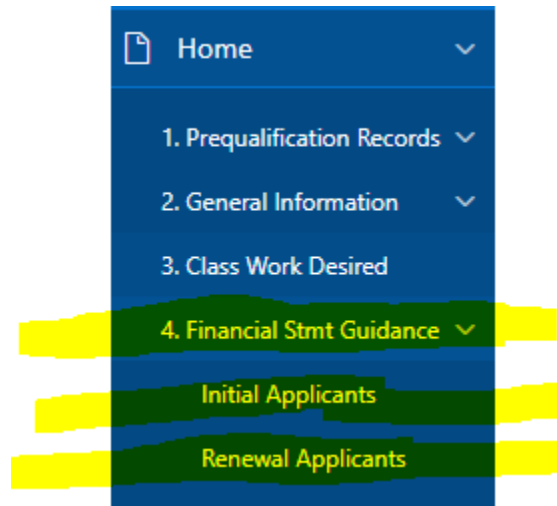 Home
1. Prequalification Records
2. General Information
3. Class Work Desired
4. Financial Stmt Guidance
Initial Applicants
Renewal Applicants